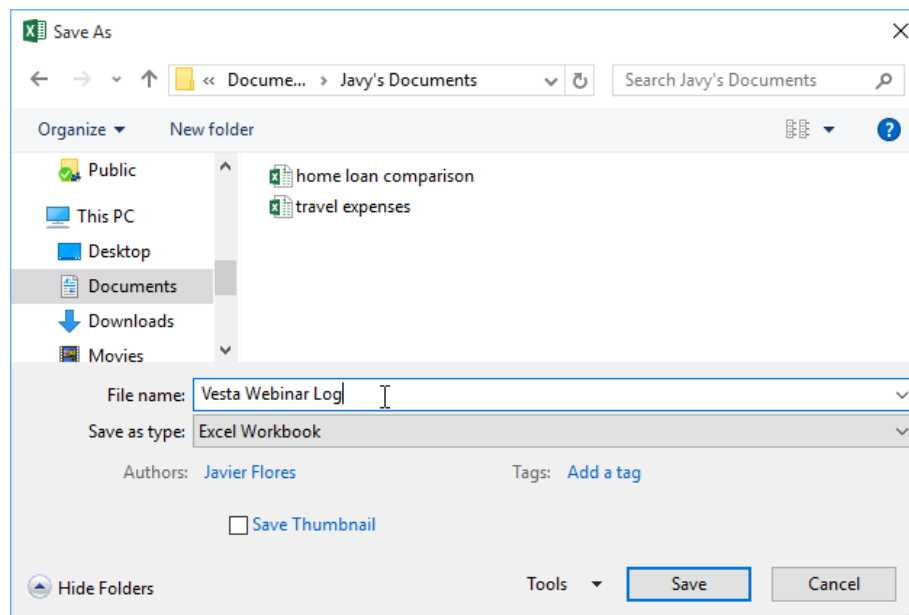 Save As
« Docume... › Javy's Documents
Search Javy's Documents
Organize
New folder
Public
This PC
Desktop
Documents
Downloads
Movies
home loan comparison
travel expenses
File name: Vesta Webinar Log
Save as type: Excel Workbook
Authors: Javier Flores
Tags: Add a tag
Save Thumbnail
Hide Folders
Tools
Save
Cancel